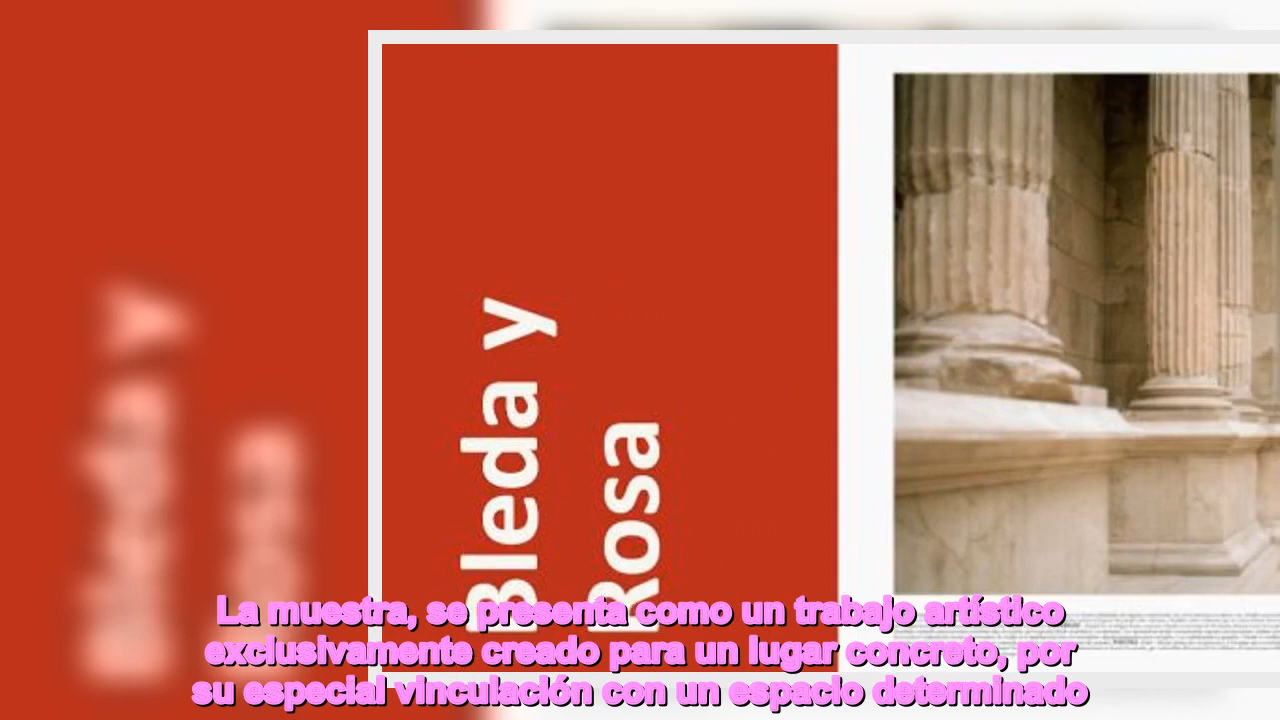 Bleda y
Rosa
La muestra, se presenta como un trabajo artístico
exclusivamente creado para un lugar concreto, por
su especial vinculación con un espacio determinado